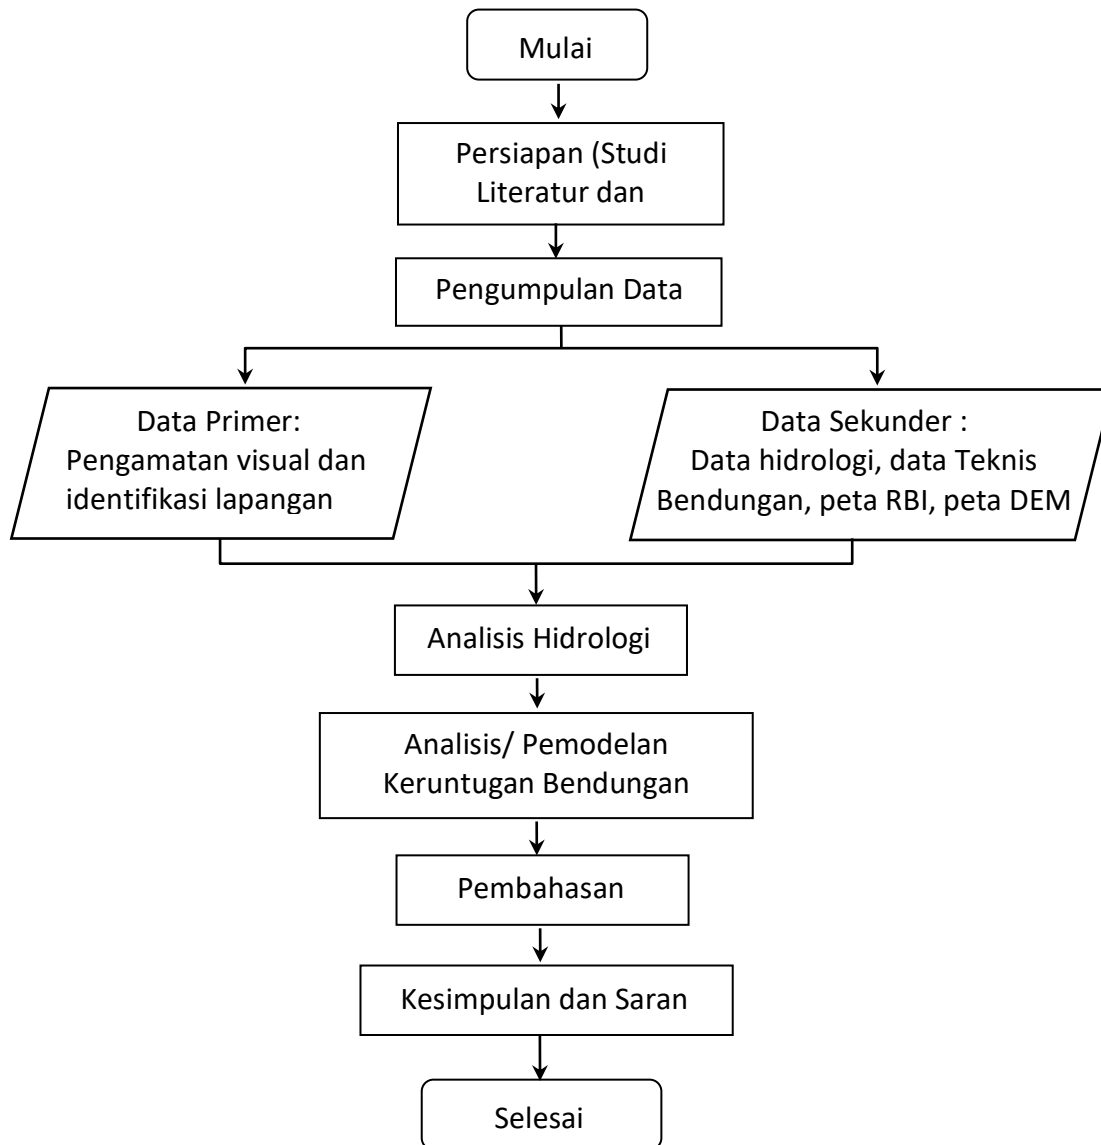 Mulai
Persiapan (Studi
Literatur dan
Pengumpulan Data
Data Primer:
Pengamatan visual dan
identifikasi lapangan
Data Sekunder :
Data hidrologi, data Teknis
Bendungan, peta RBI, peta DEM
Analisis Hidrologi
Analisis/ Pemodelan
Keruntugan Bendungan
Pembahasan
Kesimpulan dan Saran
Selesai